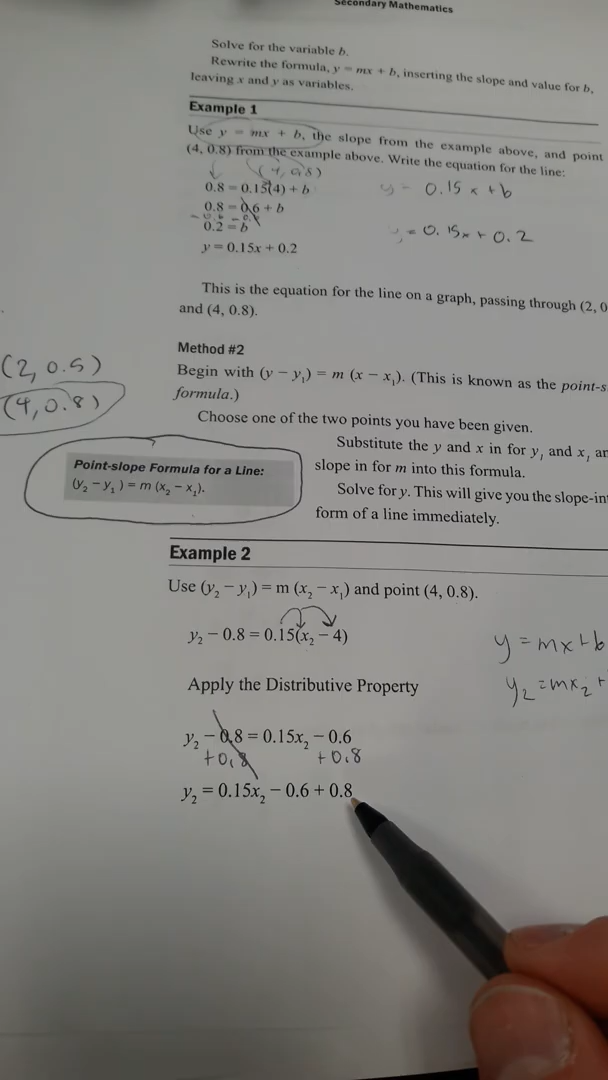 Secondary Mathematics
Solve for the variable b.
Rewrite the formula, y = mx + b, inserting the slope and value for b,
leaving x and y as variables.
Example 1
Use y = mx + b, the slope from the example above, and point
(4, 0.8) from the example above. Write the equation for the line:
(4, 0.8)
0.8 = 0.15(4) + b
y = 0.15x + b
0.8 = 0.6 + b
-0.6 -0.6
0.2 = b
y = 0.15x + 0.2
y = 0.15x + 0.2
This is the equation for the line on a graph, passing through (2, 0
and (4, 0.8).
Method #2
(2, 0.5)
Begin with (y − y₁) = m (x − x₁). (This is known as the point-s
formula.)
(4, 0.8)
Choose one of the two points you have been given.
Substitute the y and x in for y₁ and x₁ an
slope in for m into this formula.
Point-slope Formula for a Line:
(y₂ − y₁ ) = m (x₂ − x₁).
Solve for y. This will give you the slope-in
form of a line immediately.
Example 2
Use (y₂ − y₁) = m (x₂ − x₁) and point (4, 0.8).
y₂ − 0.8 = 0.15(x₂ − 4)
y = mx + b
Apply the Distributive Property
y₂ = mx₂ +
y₂ − 0.8 = 0.15x₂ − 0.6
+0.8 +0.8
y₂ = 0.15x₂ − 0.6 + 0.8